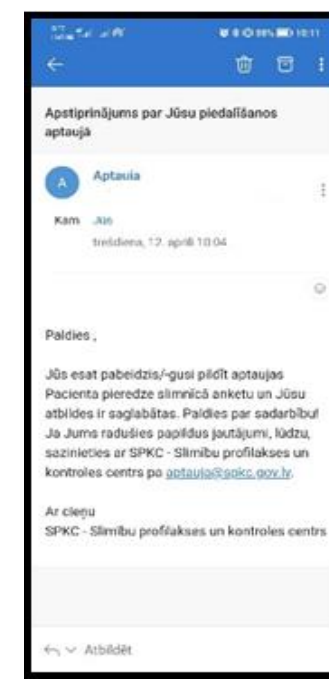 10:11
Apstiprinājums par Jūsu piedalīšanos
aptaujā
A
Aptauja
Kam Jūs
trešdiena, 12. aprīlī 10:04
Paldies ,
Jūs esat pabeidzis/-gusi pildīt aptaujas
Pacienta pieredze slimnīcā anketu un Jūsu
atbildes ir saglabātas. Paldies par sadarbību!
Ja Jums radušies papildus jautājumi, lūdzu,
sazinieties ar SPKC - Slimību profilakses un
kontroles centrs pa aptauja@spkc.gov.lv.
Ar cieņu
SPKC - Slimību profilakses un kontroles centrs
Atbildēt